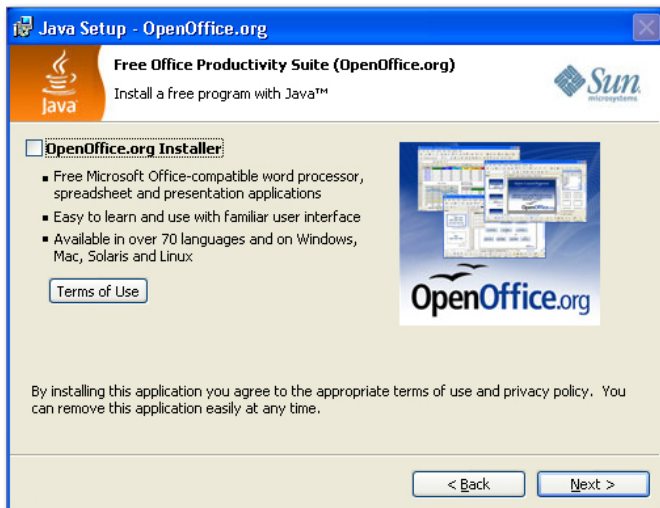 Java Setup - OpenOffice.org
Free Office Productivity Suite (OpenOffice.org)
Install a free program with Java™
Java
Sun
microsystems
OpenOffice.org Installer
Free Microsoft Office-compatible word processor,
spreadsheet and presentation applications
Easy to learn and use with familiar user interface
Available in over 70 languages and on Windows,
Mac, Solaris and Linux
Terms of Use
OpenOffice.org
By installing this application you agree to the appropriate terms of use and privacy policy. You
can remove this application easily at any time.
< Back
Next >